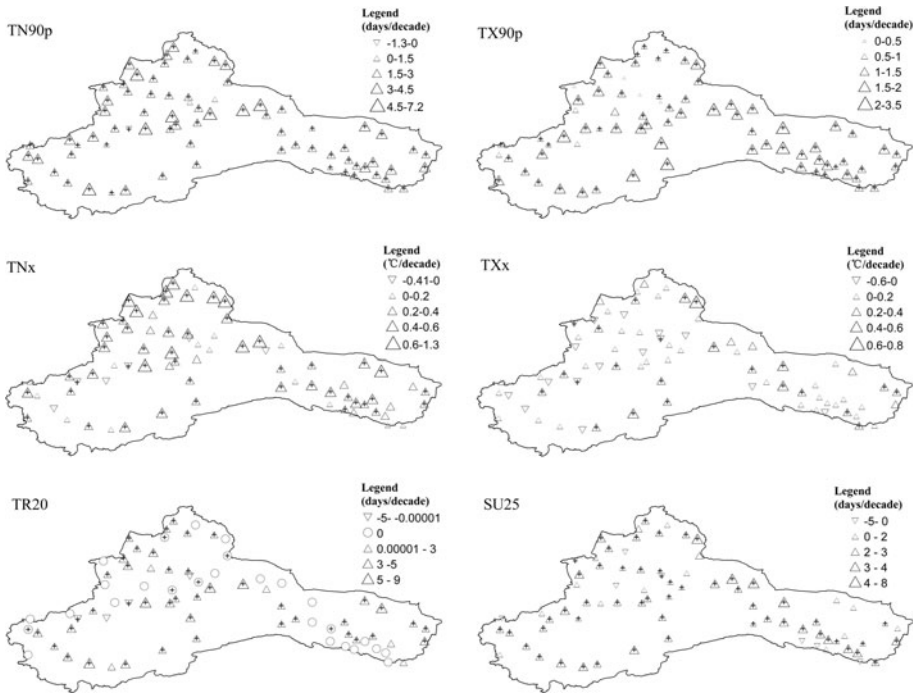 TN90p
Legend
(days/decade)
-1.3-0
0-1.5
1.5-3
3-4.5
4.5-7.2
TX90p
Legend
(days/decade)
0-0.5
0.5-1
1-1.5
1.5-2
2-3.5
TNx
Legend
(℃/decade)
-0.41-0
0-0.2
0.2-0.4
0.4-0.6
0.6-1.3
TXx
Legend
(℃/decade)
-0.6-0
0-0.2
0.2-0.4
0.4-0.6
0.6-0.8
TR20
Legend
(days/decade)
-5- -0.00001
0
0.00001 - 3
3 -5
5 - 9
SU25
Legend
(days/decade)
-5- 0
0 - 2
2 - 3
3 - 4
4 - 8